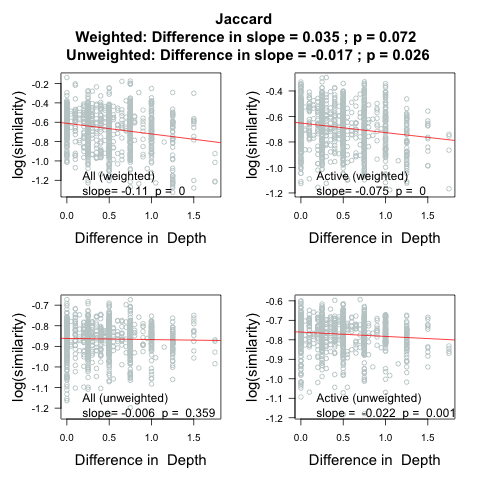 Jaccard
Weighted: Difference in slope = 0.035 ; p = 0.072
Unweighted: Difference in slope = -0.017 ; p = 0.026
log(similarity)
-0.2
-0.4
-0.6
-0.8
-1.0
-1.2
All (weighted)
slope= -0.11 p = 0
0.0 0.5 1.0 1.5
Difference in Depth
log(similarity)
-0.4
-0.6
-0.8
-1.0
-1.2
Active (weighted)
slope= -0.075 p = 0
0.0 0.5 1.0 1.5
Difference in Depth
log(similarity)
-0.7
-0.8
-0.9
-1.0
-1.1
-1.2
All (unweighted)
slope= -0.006 p = 0.359
0.0 0.5 1.0 1.5
Difference in Depth
log(similarity)
-0.6
-0.7
-0.8
-0.9
-1.0
-1.1
-1.2
Active (unweighted)
slope = -0.022 p = 0.001
0.0 0.5 1.0 1.5
Difference in Depth